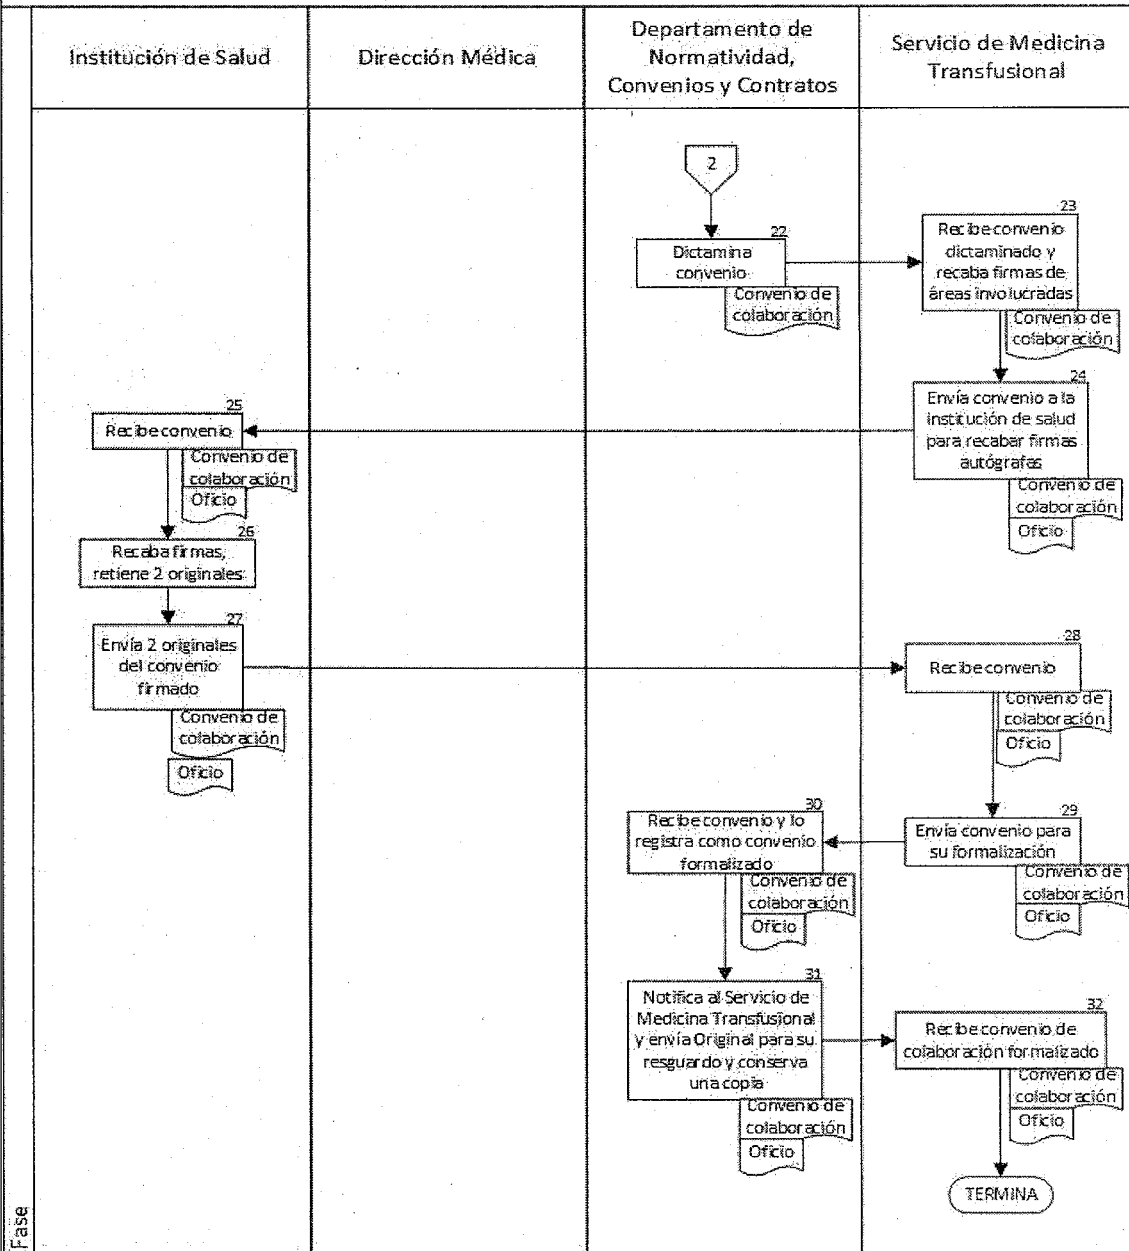 Institución de Salud
Dirección Médica
Departamento de
Normatividad,
Convenios y Contratos
Servicio de Medicina
Transfusional
2
22
Dictamina
convenio
Convenio de
colaboración
23
Recibe convenio
dictaminado y
recaba firmas de
áreas involucradas
Convenio de
colaboración
24
Envía convenio a la
institución de salud
para recabar firmas
autógrafas
Convenio de
colaboración
Oficio
25
Recibe convenio
Convenio de
colaboración
Oficio
26
Recaba firmas,
retiene 2 originales
27
Envía 2 originales
del convenio
firmado
Convenio de
colaboración
Oficio
28
Recibe convenio
Convenio de
colaboración
Oficio
29
Envía convenio para
su formalización
Convenio de
colaboración
Oficio
30
Recibe convenio y lo
registra como convenio
formalizado
Convenio de
colaboración
Oficio
31
Notifica al Servicio de
Medicina Transfusional
y envía Original para su
resguardo y conserva
una copia
Convenio de
colaboración
Oficio
32
Recibe convenio de
colaboración formalizado
Convenio de
colaboración
Oficio
TERMINA
Fase